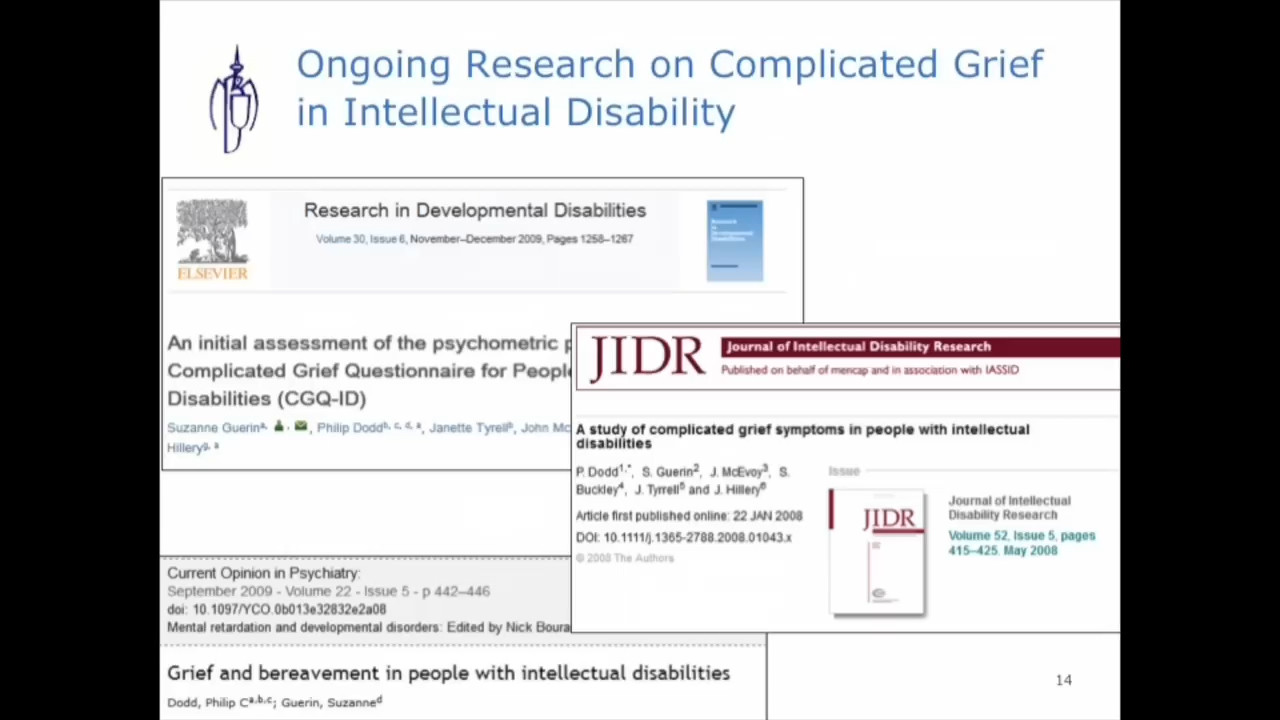 Ongoing Research on Complicated Grief
in Intellectual Disability
ELSEVIER
Research in Developmental Disabilities
Volume 30, Issue 6, November–December 2009, Pages 1258–1267
An initial assessment of the psychometric
Complicated Grief Questionnaire for People
Disabilities (CGQ-ID)
Suzanne Guerin a, , Philip Dodd b, c, d, a, Janette Tyrell b, John Mc
Hillery g, a
JIDR
Journal of Intellectual Disability Research
Published on behalf of mencap and in association with IASSID
A study of complicated grief symptoms in people with intellectual
disabilities
P. Dodd1,*, S. Guerin2, J. McEvoy3, S.
Buckley4, J. Tyrrell5 and J. Hillery6
Article first published online: 22 JAN 2008
DOI: 10.1111/j.1365-2788.2008.01043.x
© 2008 The Authors
Issue
JIDR
Journal of Intellectual
Disability Research
Volume 52, Issue 5, pages
415–425, May 2008
Current Opinion in Psychiatry:
September 2009 - Volume 22 - Issue 5 - p 442–446
doi: 10.1097/YCO.0b013e32832e2a08
Mental retardation and developmental disorders: Edited by Nick Boura
Grief and bereavement in people with intellectual disabilities
Dodd, Philip C a,b,c; Guerin, Suzanne d
14